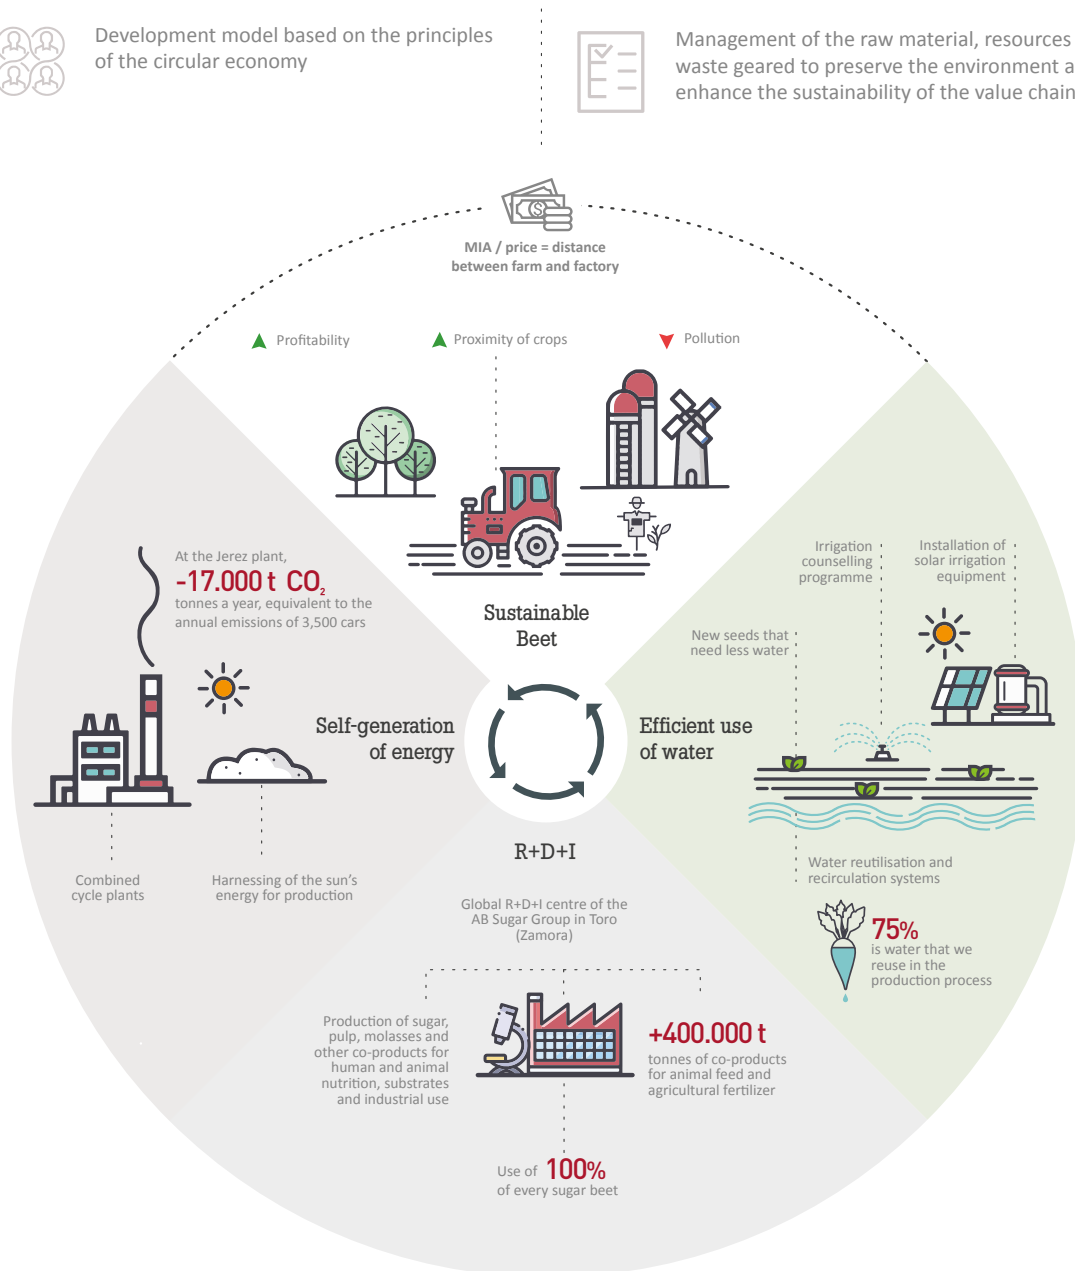 Development model based on the principles
of the circular economy
Management of the raw material, resources
waste geared to preserve the environment a
enhance the sustainability of the value chain
MIA / price = distance
between farm and factory
Profitability
Proximity of crops
Pollution
Sustainable
Beet
At the Jerez plant,
-17.000 t CO₂
tonnes a year, equivalent to the
annual emissions of 3,500 cars
Self-generation
of energy
Combined
cycle plants
Harnessing of the sun's
energy for production
Efficient use
of water
Irrigation
counselling
programme
Installation of
solar irrigation
equipment
New seeds that
need less water
Water reutilisation and
recirculation systems
75%
is water that we
reuse in the
production process
R+D+I
Global R+D+I centre of the
AB Sugar Group in Toro
(Zamora)
Production of sugar,
pulp, molasses and
other co-products for
human and animal
nutrition, substrates
and industrial use
+400.000 t
tonnes of co-products
for animal feed and
agricultural fertilizer
Use of 100%
of every sugar beet